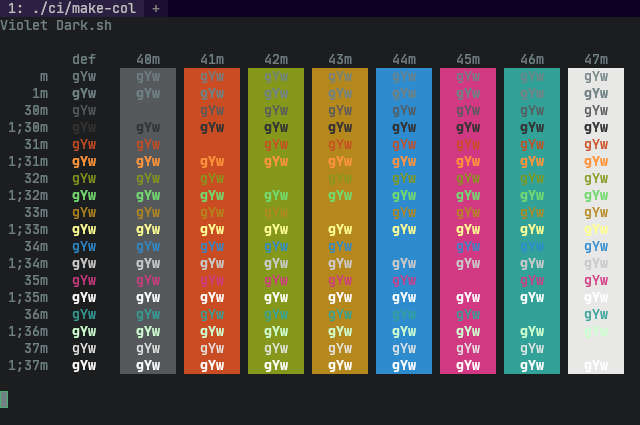 1: ./ci/make-col +
Violet Dark.sh
def 40m 41m 42m 43m 44m 45m 46m 47m
m gYw gYw gYw gYw gYw gYw gYw gYw gYw
1m gYw gYw gYw gYw gYw gYw gYw gYw gYw
30m gYw gYw gYw gYw gYw gYw gYw gYw
1;30m gYw gYw gYw gYw gYw gYw gYw gYw gYw
31m gYw gYw gYw gYw gYw gYw gYw gYw
1;31m gYw gYw gYw gYw gYw gYw gYw gYw gYw
32m gYw gYw gYw gYw gYw gYw gYw gYw
1;32m gYw gYw gYw gYw gYw gYw gYw gYw gYw
33m gYw gYw gYw gYw gYw gYw gYw gYw
1;33m gYw gYw gYw gYw gYw gYw gYw gYw gYw
34m gYw gYw gYw gYw gYw gYw gYw gYw
1;34m gYw gYw gYw gYw gYw gYw gYw gYw gYw
35m gYw gYw gYw gYw gYw gYw gYw gYw
1;35m gYw gYw gYw gYw gYw gYw gYw gYw gYw
36m gYw gYw gYw gYw gYw gYw gYw gYw
1;36m gYw gYw gYw gYw gYw gYw gYw gYw gYw
37m gYw gYw gYw gYw gYw gYw gYw gYw
1;37m gYw gYw gYw gYw gYw gYw gYw gYw gYw